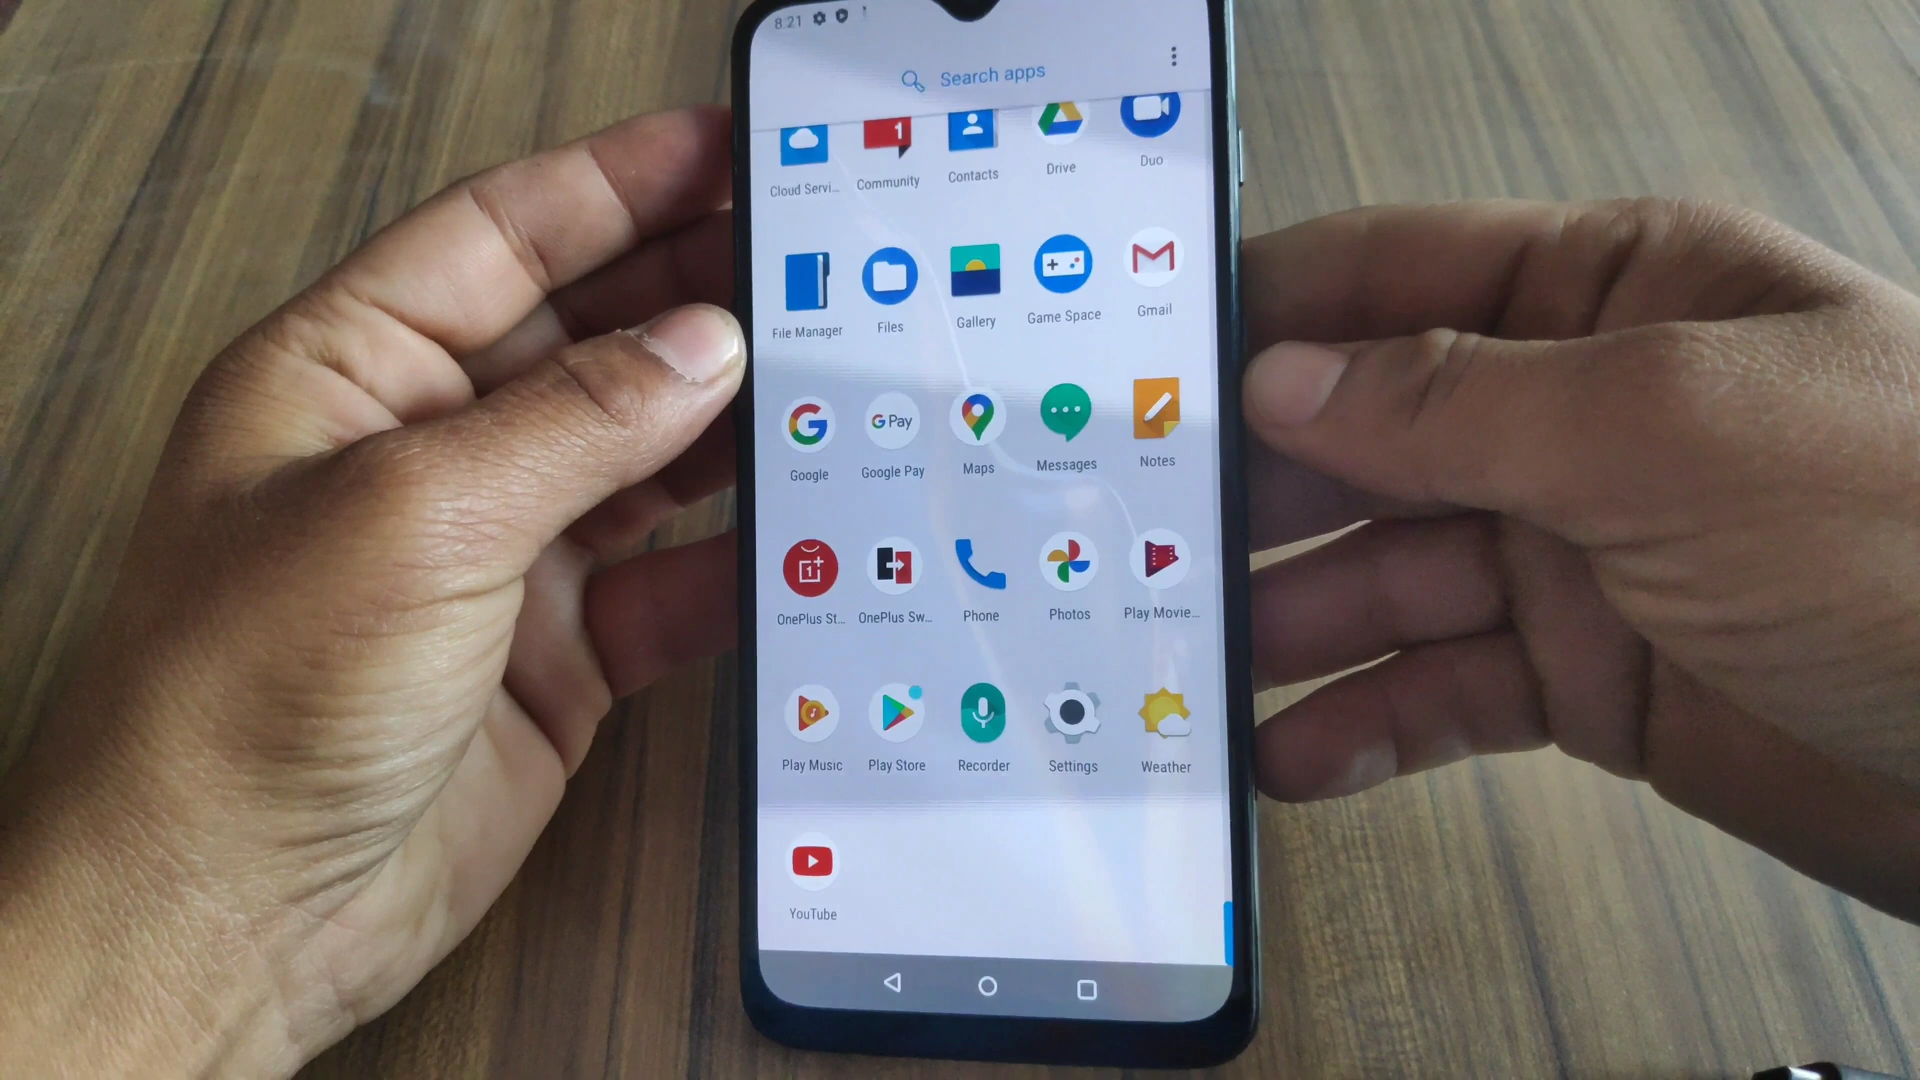 8:21
Search apps
1
Cloud Servi... Community Contacts Drive Duo
File Manager Files Gallery Game Space Gmail
G Pay
Google Google Pay Maps Messages Notes
1+
OnePlus St... OnePlus Sw... Phone Photos Play Movie...
Play Music Play Store Recorder Settings Weather
YouTube